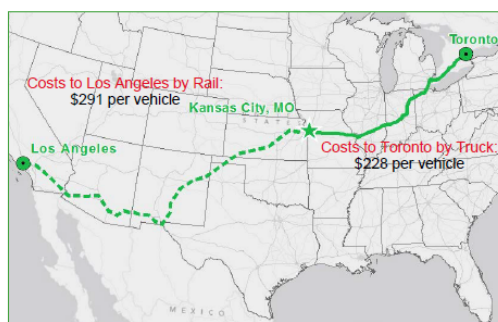 Toronto
Costs to Los Angeles by Rail:
$291 per vehicle
Kansas City, MO
STATES
Los Angeles
Costs to Toronto by Truck:
$228 per vehicle
MEXICO